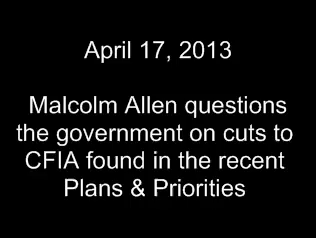 April 17, 2013
Malcolm Allen questions
the government on cuts to
CFIA found in the recent
Plans & Priorities